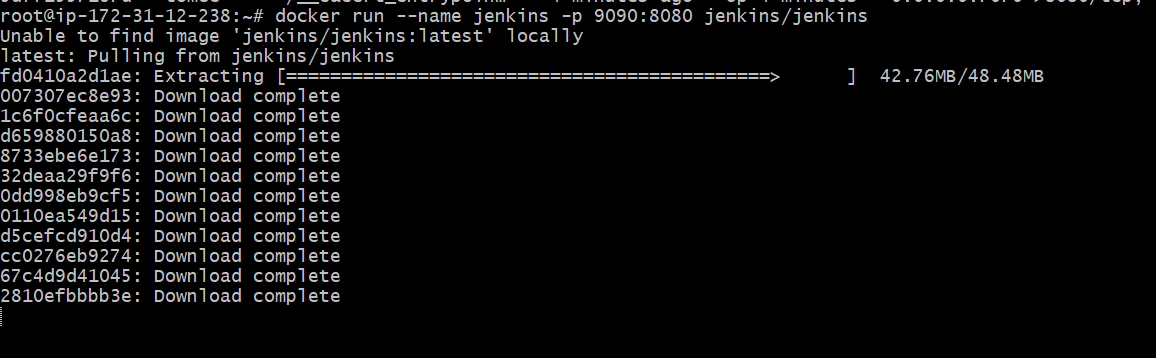 root@ip-172-31-12-238:~# docker run --name jenkins -p 9090:8080 jenkins/jenkins
Unable to find image 'jenkins/jenkins:latest' locally
latest: Pulling from jenkins/jenkins
fd0410a2d1ae: Extracting [============================================>      ]  42.76MB/48.48MB
007307ec8e93: Download complete
1c6f0cfeaa6c: Download complete
d659880150a8: Download complete
8733ebe6e173: Download complete
32deaa29f9f6: Download complete
0dd998eb9cf5: Download complete
0110ea549d15: Download complete
d5cefcd910d4: Download complete
cc0276eb9274: Download complete
67c4d9d41045: Download complete
2810efbbbb3e: Download complete